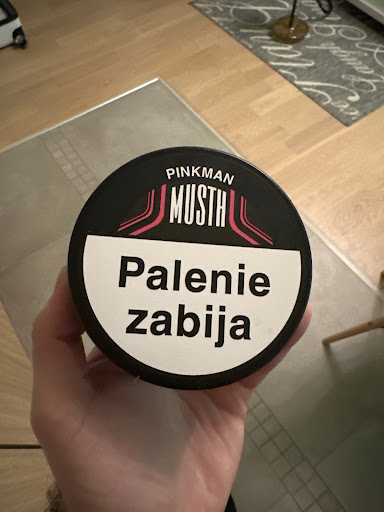 PINKMAN
MUSTH
Palenie
zabija